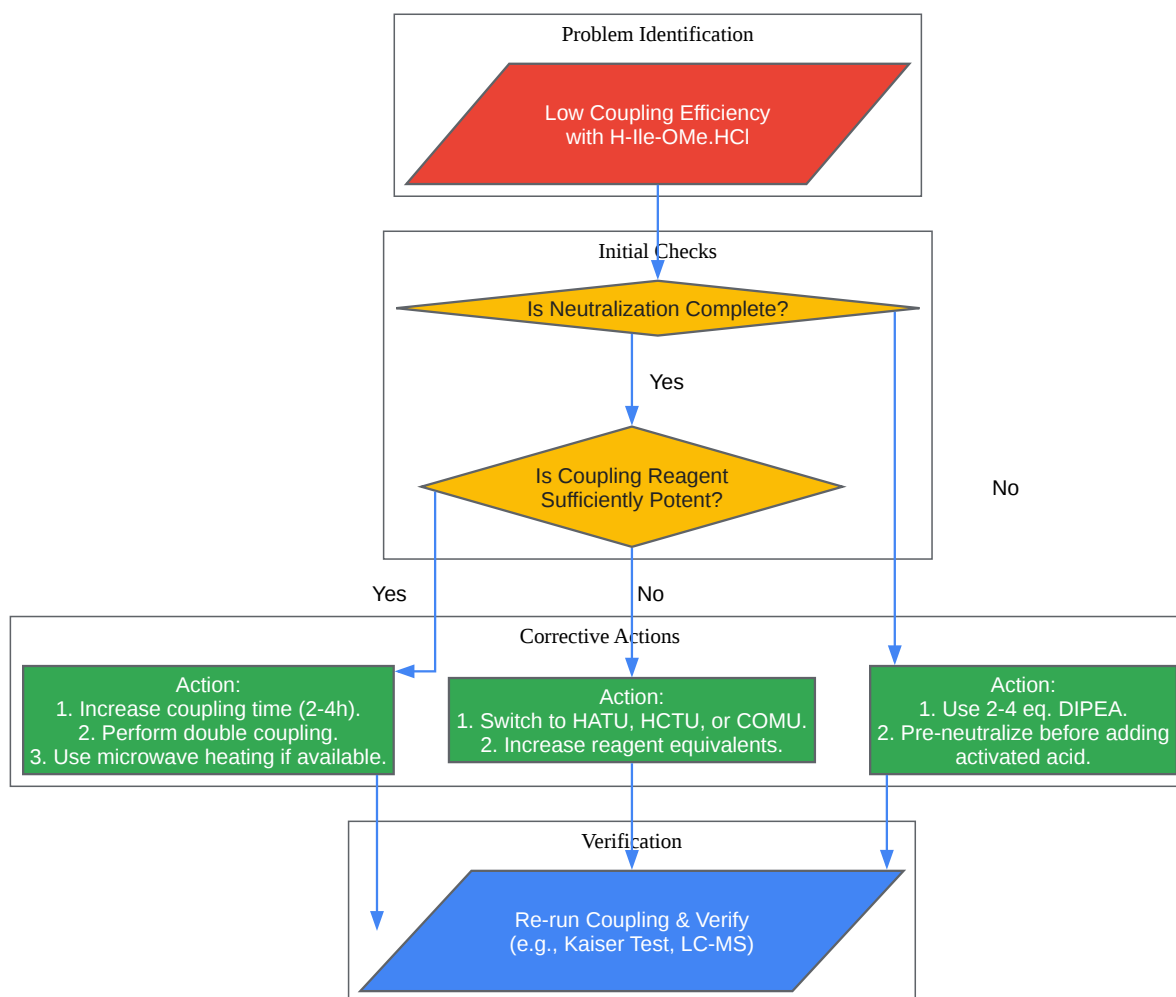 Problem Identification
Low Coupling Efficiency
with H-Ile-OMe.HCl
Initial Checks
Is Neutralization Complete?
Yes
Is Coupling Reagent
Sufficiently Potent?
No
Yes
No
Corrective Actions
Action:
1. Increase coupling time (2-4h).
2. Perform double coupling.
3. Use microwave heating if available.
Action:
1. Switch to HATU, HCTU, or COMU.
2. Increase reagent equivalents.
Action:
1. Use 2-4 eq. DIPEA.
2. Pre-neutralize before adding
activated acid.
Verification
Re-run Coupling & Verify
(e.g., Kaiser Test, LC-MS)